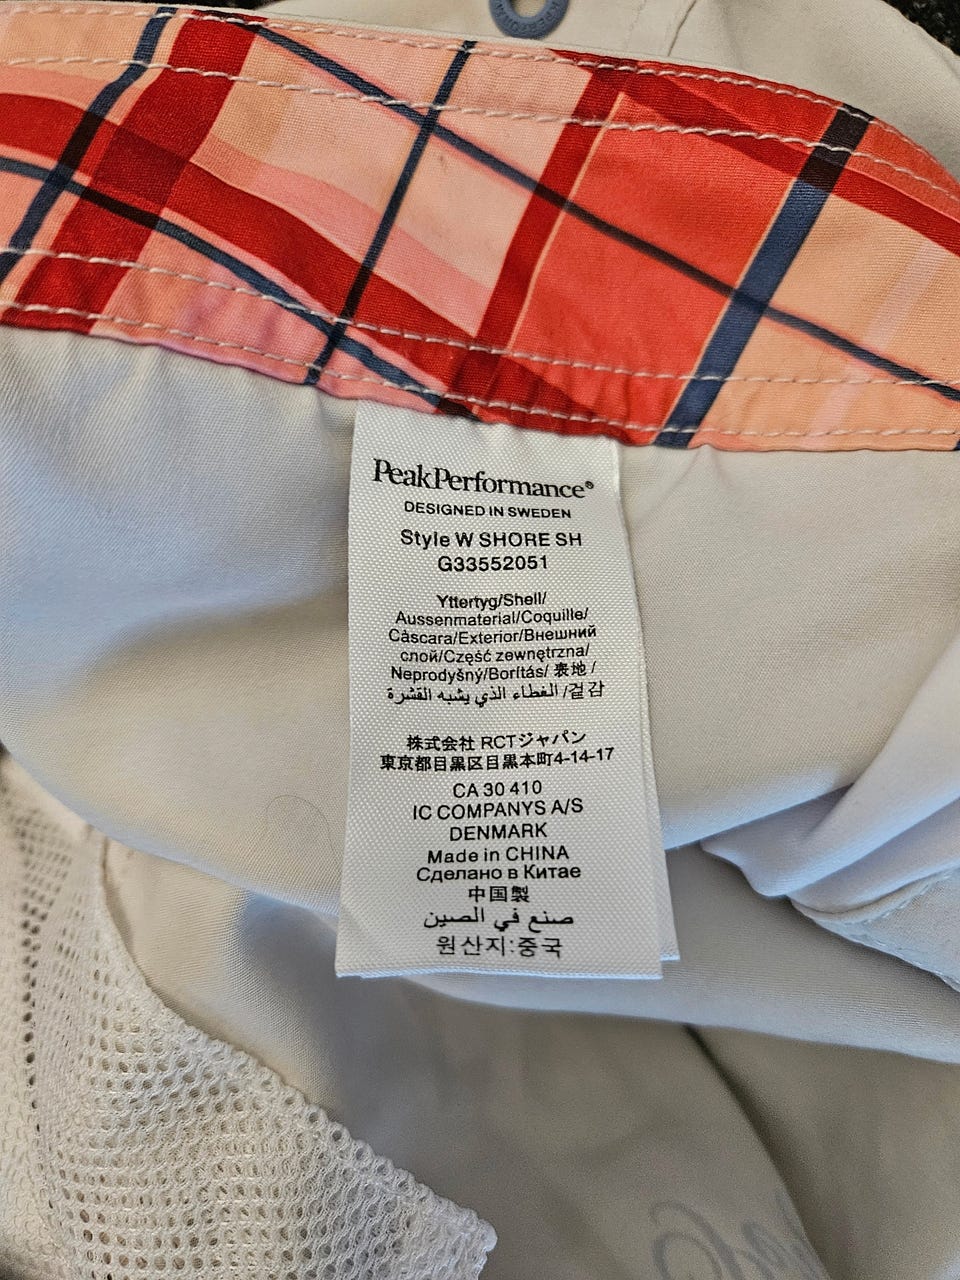 PeakPerformance®
DESIGNED IN SWEDEN
Style W SHORE SH
G33552051
Yttertyg/Shell/
Aussenmaterial/Coquille/
Càscara/Exterior/Внешний
слой/Część zewnętrzna/
Neprodyšný/Borítás/ 表地 /
الغطاء الذي يشبه القشرة /겉감
株式会社 RCTジャパン
東京都目黒区目黒本町4-14-17
CA 30 410
IC COMPANYS A/S
DENMARK
Made in CHINA
Сделано в Китае
中国製
صنع في الصين
원산지:중국